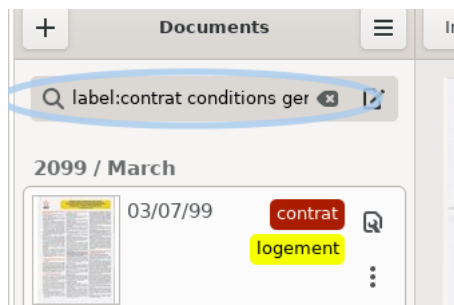 Documents
label:contrat conditions ger
2099 / March
03/07/99
contrat
logement